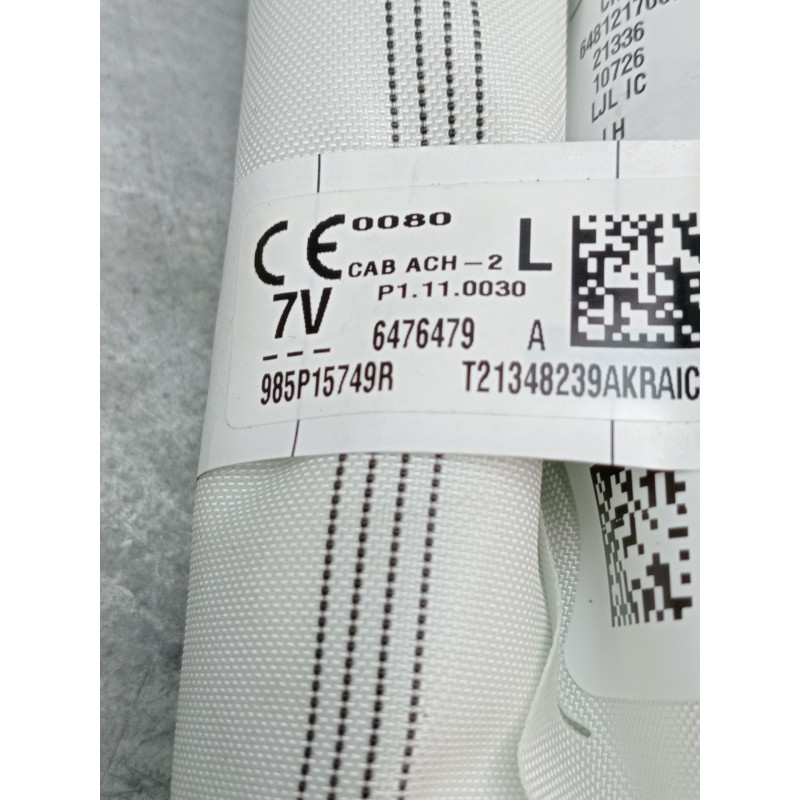 21336
10726
LJL IC
LH
CE 0080
CAB ACH-2 L
7V P1.11.0030
6476479 A
985P15749R T21348239AKRAIC